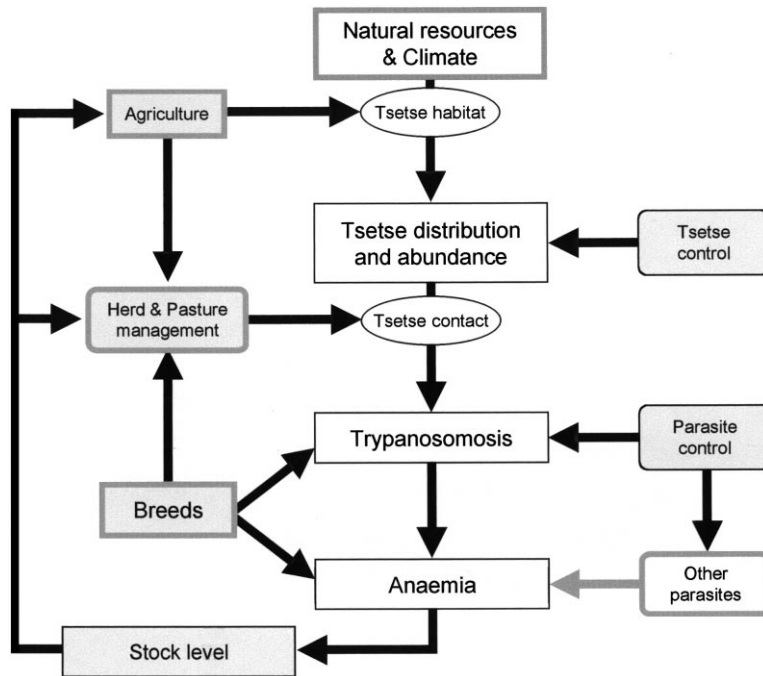 Natural resources
& Climate
Agriculture
Tsetse habitat
Tsetse distribution
and abundance
Tsetse
control
Herd & Pasture
management
Tsetse contact
Trypanosomosis
Parasite
control
Breeds
Anaemia
Other
parasites
Stock level